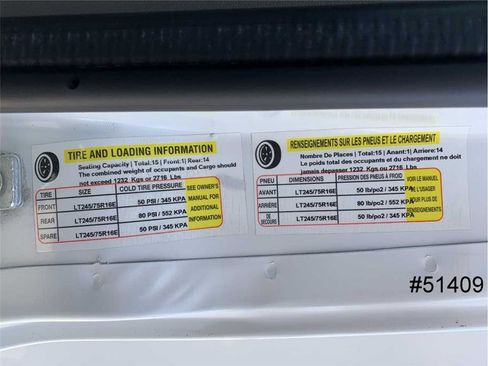 TIRE AND LOADING INFORMATION
Seating Capacity | Total:15 | Front:1 | Rear:14
The combined weight of occupants and Cargo should
not exceed 1232 Kgs or 2716 Lbs
TIRE SIZE COLD TIRE PRESSURE
FRONT LT245/75R16E 50 PSI / 345 KPA
REAR LT245/75R16E 80 PSI / 552 KPA
SPARE LT245/75R16E 50 PSI / 345 KPA
SEE OWNER'S
MANUAL FOR
ADDITIONAL
INFORMATION
RENSEIGNEMENTS SUR LES PNEUS ET LE CHARGEMENT
Nombre De Places | Total:15 | Avant:1 | Arriere:14
Le poids total des occupants et du chargement ne doit
jamais depasser 1232 Kgs ou 2716 Lbs
PNEU DIMENSIONS PRESSION DES PNEUS À FROID
AVANT LT245/75R16E 50 lb/po2 / 345 KPA
ARRIÈRE LT245/75R16E 80 lb/po2 / 552 KPA
DE SECOURS LT245/75R16E 50 lb/po2 / 345 KPA
VOIR LE MANUEL
DE L'USAGER
POUR PLUS DE
RENSEIGNEMENTS
#51409